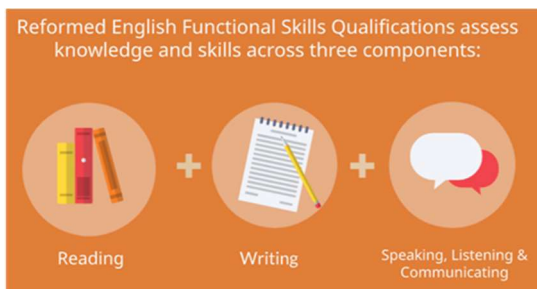 Reformed English Functional Skills Qualifications assess
knowledge and skills across three components:
Reading
Writing
Speaking, Listening &
Communicating